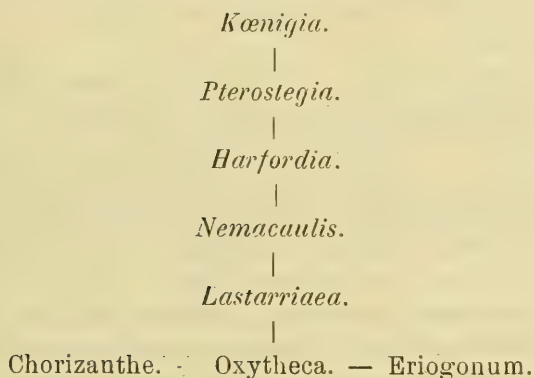 Kœnigia.
|
Pterostegia.
|
Harfordia.
|
Nemacaulis.
|
Lastarriaea.
|
Chorizanthe. - Oxytheca. — Eriogonum.